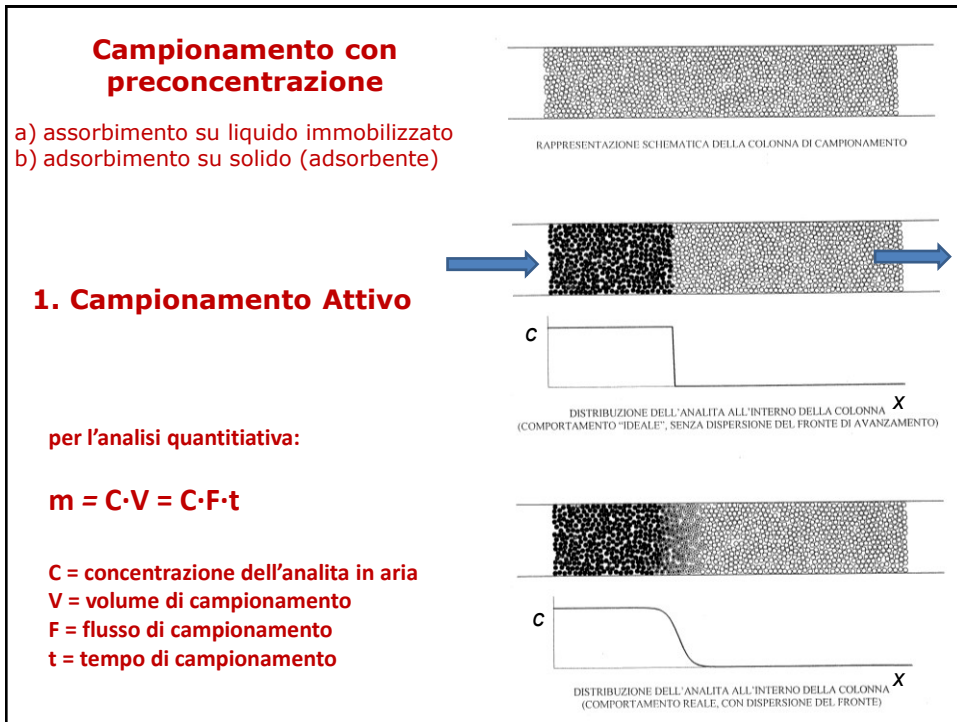 Campionamento con
preconcentrazione
a) assorbimento su liquido immobilizzato
b) adsorbimento su solido (adsorbente)
1. Campionamento Attivo
per l'analisi quantitiativa:
m = C·V = C·F·t
C = concentrazione dell'analita in aria
V = volume di campionamento
F = flusso di campionamento
t = tempo di campionamento
RAPPRESENTAZIONE SCHEMATICA DELLA COLONNA DI CAMPIONAMENTO
C
x
DISTRIBUZIONE DELL'ANALITA ALL'INTERNO DELLA COLONNA
(COMPORTAMENTO "IDEALE", SENZA DISPERSIONE DEL FRONTE DI AVANZAMENTO)
C
x
DISTRIBUZIONE DELL'ANALITA ALL'INTERNO DELLA COLONNA
(COMPORTAMENTO REALE, CON DISPERSIONE DEL FRONTE)